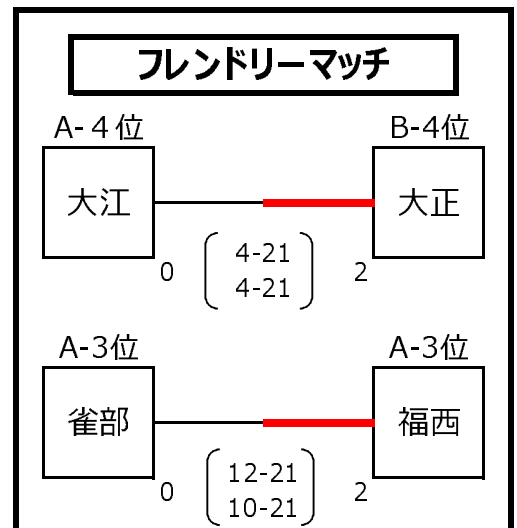 フレンドリーマッチ
A-４位 B-4位
大江 大正
0 4-21 2
4-21
A-3位 A-3位
雀部 福西
0 12-21 2
10-21